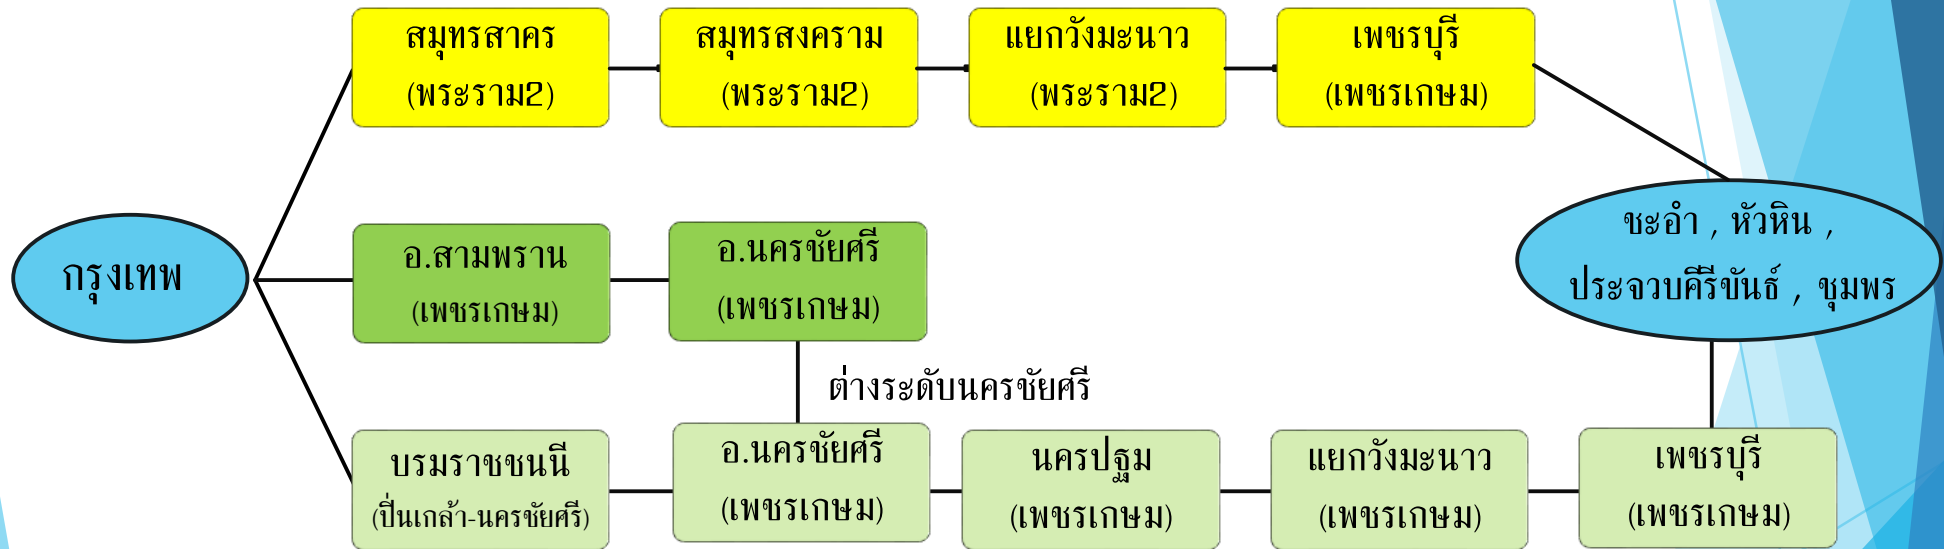 สมุทรสาคร
(พระราม2)
สมุทรสงคราม
(พระราม2)
แยกวังมะนาว
(พระราม2)
เพชรบุรี
(เพชรเกษม)
กรุงเทพ
อ.สามพราน
(เพชรเกษม)
อ.นครชัยศรี
(เพชรเกษม)
ชะอำ , หัวหิน ,
ประจวบคีรีขันธ์ , ชุมพร
ต่างระดับนครชัยศรี
บรมราชชนนี
(ปิ่นเกล้า-นครชัยศรี)
อ.นครชัยศรี
(เพชรเกษม)
นครปฐม
(เพชรเกษม)
แยกวังมะนาว
(เพชรเกษม)
เพชรบุรี
(เพชรเกษม)